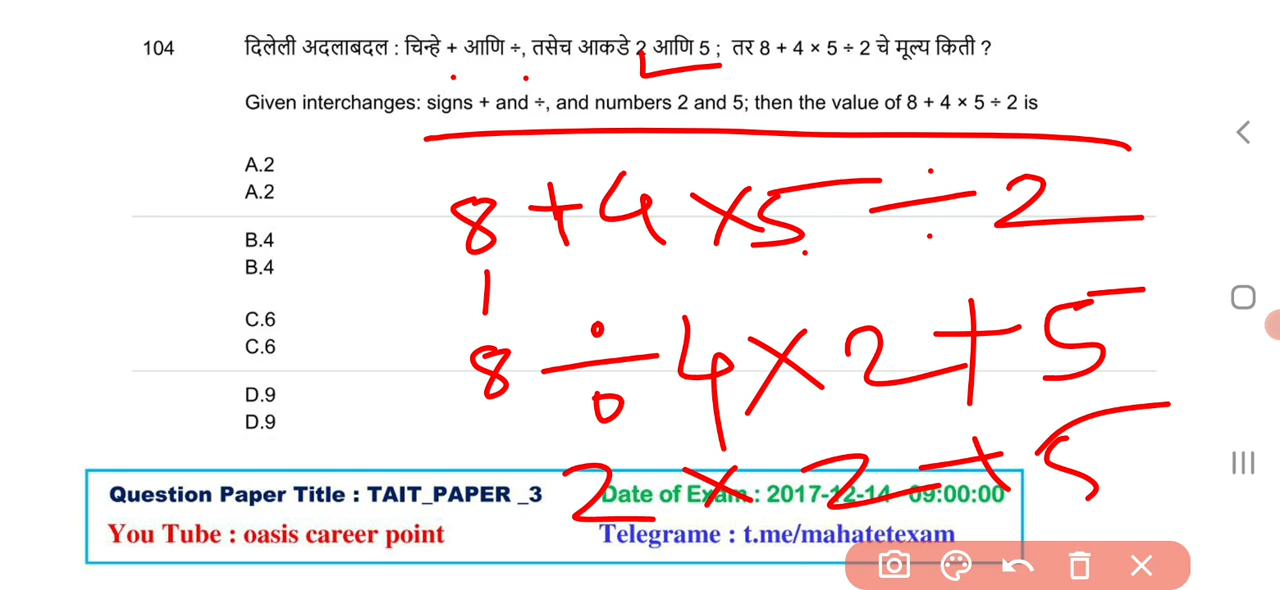 104 दिलेली अदलाबदल : चिन्हे + आणि ÷, तसेच आकडे 2 आणि 5 ; तर 8 + 4 × 5 ÷ 2 चे मूल्य किती ?
Given interchanges: signs + and ÷, and numbers 2 and 5; then the value of 8 + 4 × 5 ÷ 2 is
A.2
A.2
B.4
B.4
C.6
C.6
D.9
D.9
8 + 4 × 5 ÷ 2
8 ÷ 4 × 2 + 5
2 × 2 + 5
Question Paper Title : TAIT_PAPER _3 Date of Exam : 2017-12-14 09:00:00
You Tube : oasis career point Telegrame : t.me/mahatetexam